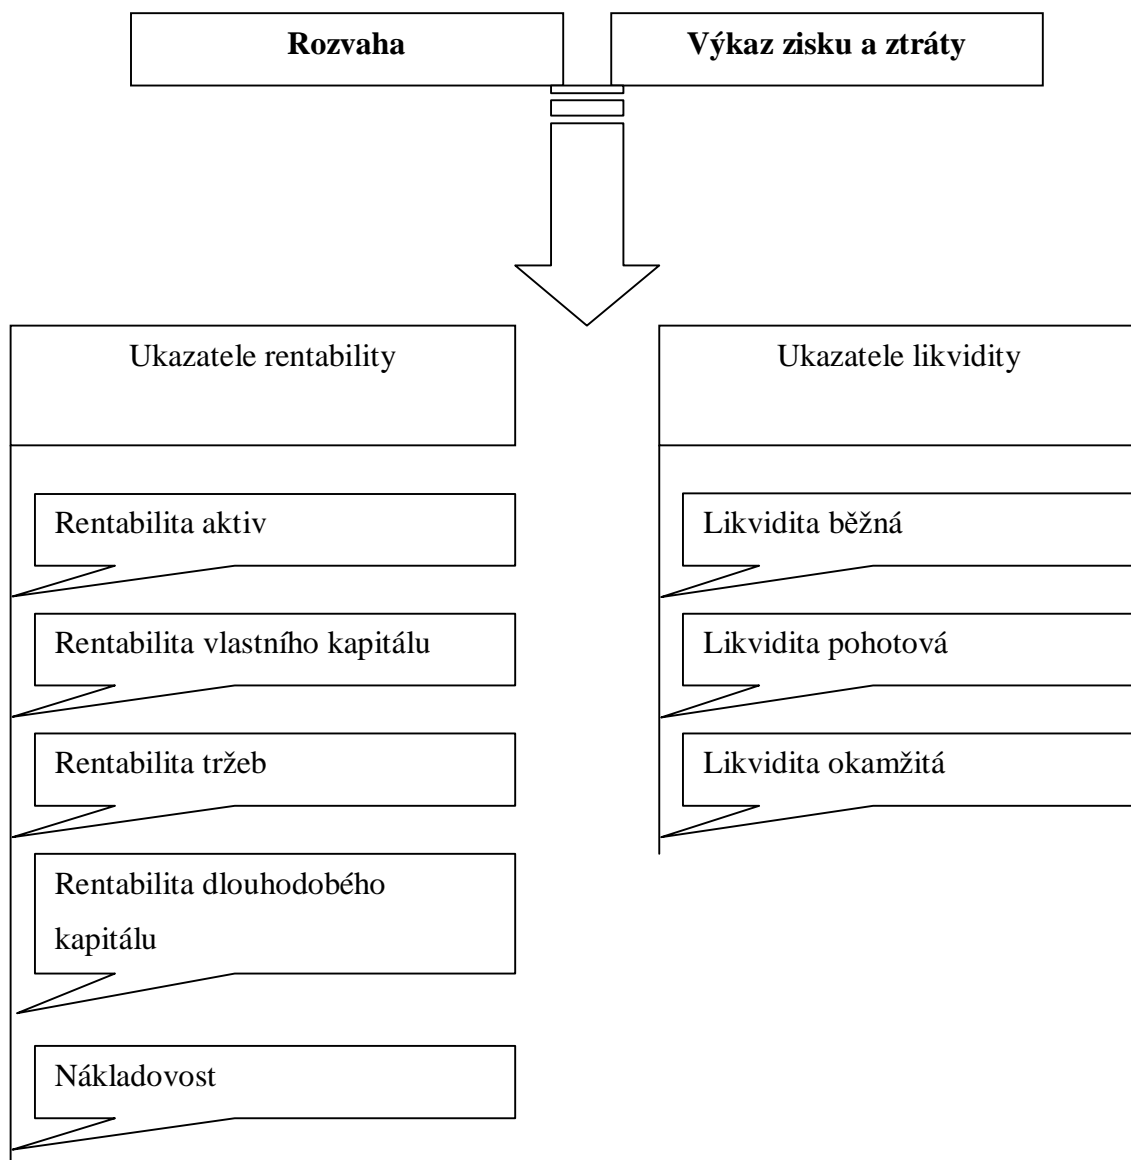 Rozvaha
Výkaz zisku a ztráty
Ukazatele rentability
Ukazatele likvidity
Rentabilita aktiv
Rentabilita vlastního kapitálu
Rentabilita tržeb
Rentabilita dlouhodobého
kapitálu
Nákladovost
Likvidita běžná
Likvidita pohotová
Likvidita okamžitá